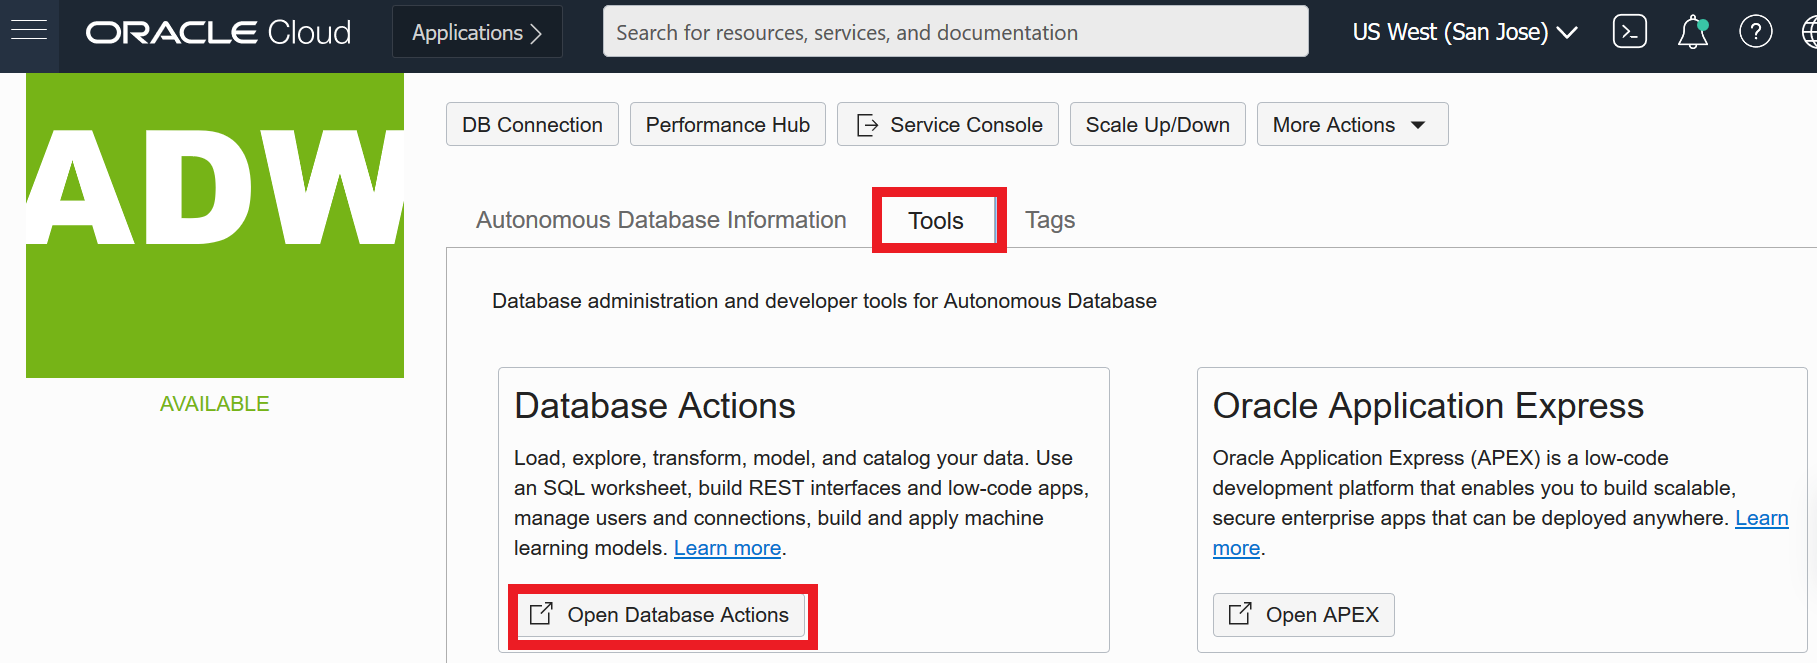 ORACLE Cloud
Applications
Search for resources, services, and documentation
US West (San Jose)
ADW
AVAILABLE
DB Connection
Performance Hub
Service Console
Scale Up/Down
More Actions
Autonomous Database Information
Tools
Tags
Database administration and developer tools for Autonomous Database
Database Actions
Load, explore, transform, model, and catalog your data. Use
an SQL worksheet, build REST interfaces and low-code apps,
manage users and connections, build and apply machine
learning models. Learn more.
Open Database Actions
Oracle Application Express
Oracle Application Express (APEX) is a low-code
development platform that enables you to build scalable,
secure enterprise apps that can be deployed anywhere. Learn
more.
Open APEX